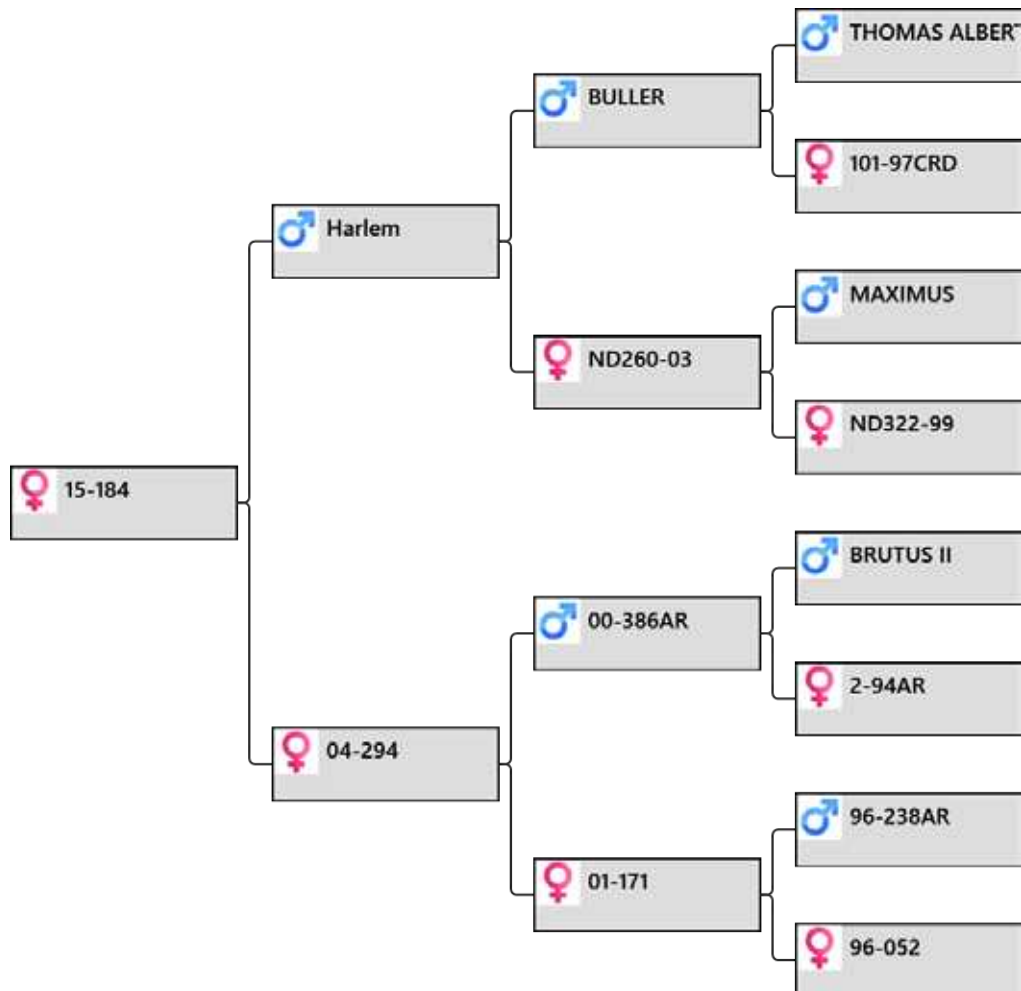 THOMAS ALBERT
BULLER
101-97CRD
Harlem
MAXIMUS
ND260-03
ND322-99
15-184
BRUTUS II
00-386AR
2-94AR
04-294
96-238AR
01-171
96-052